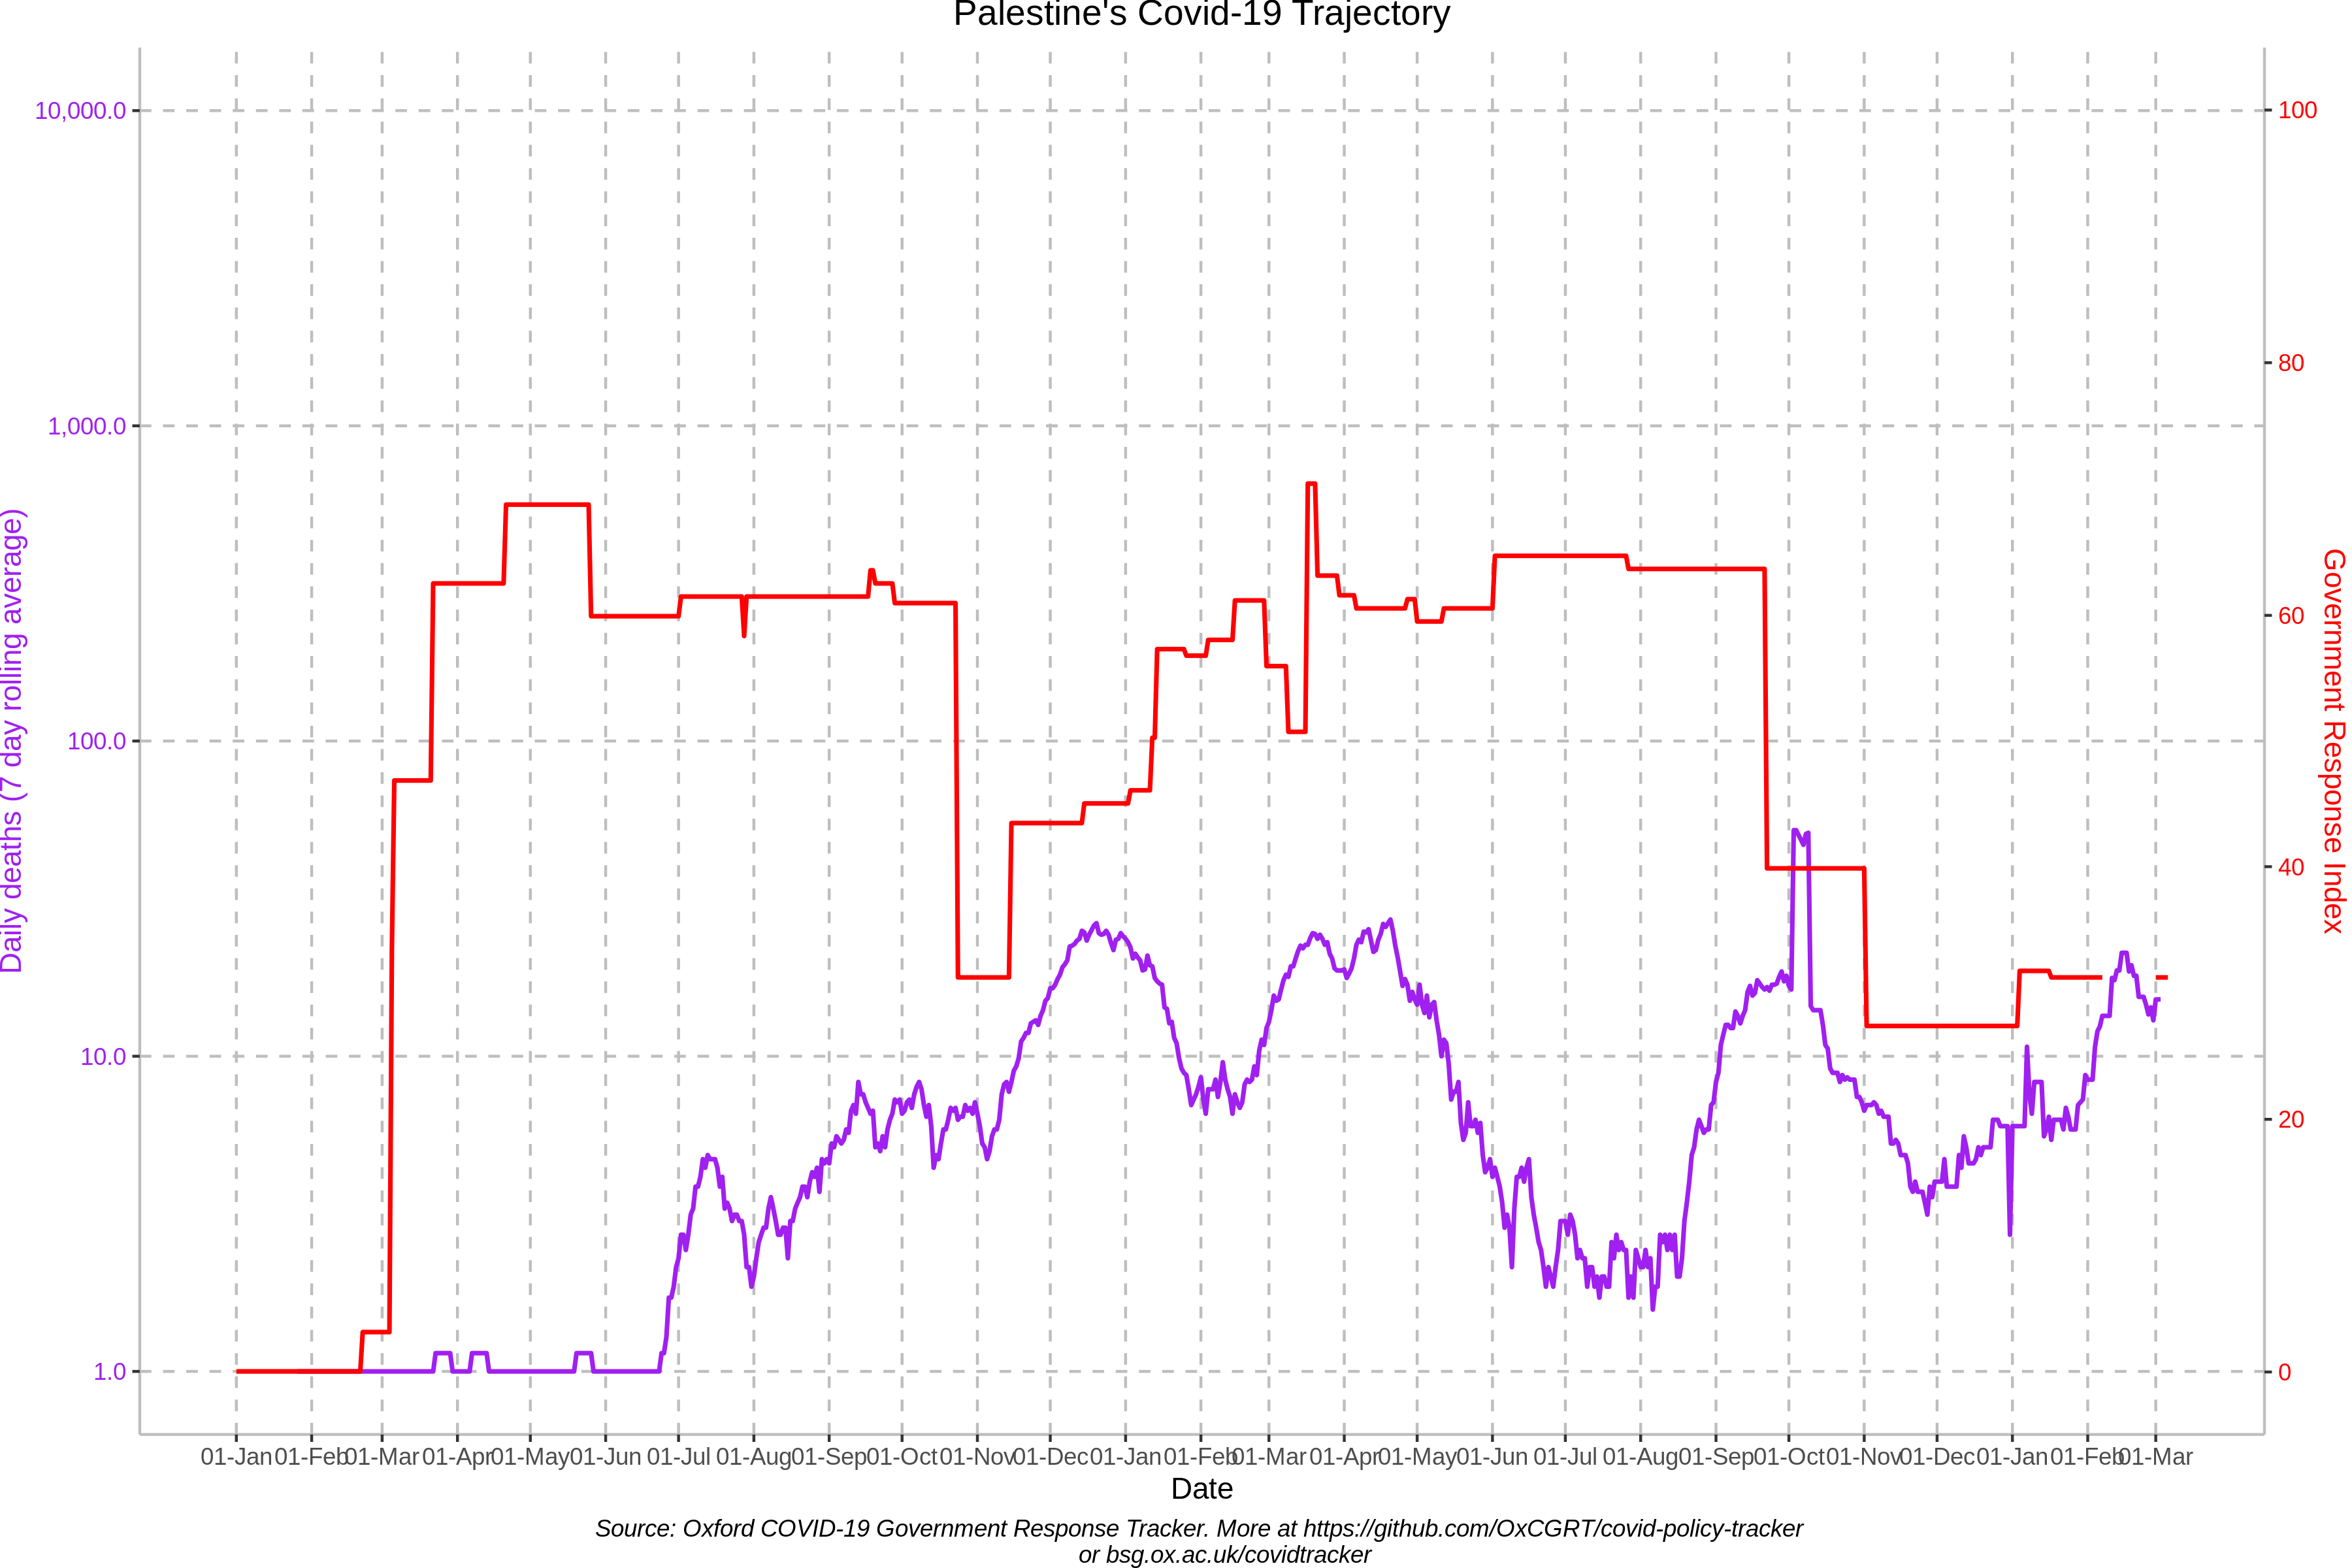 Palestine's Covid-19 Trajectory
Daily deaths (7 day rolling average)
10,000.0
1,000.0
100.0
10.0
1.0
100
80
60
40
20
0
Government Response Index
01-Jan 01-Feb 01-Mar 01-Apr 01-May 01-Jun 01-Jul 01-Aug 01-Sep 01-Oct 01-Nov 01-Dec 01-Jan 01-Feb 01-Mar 01-Apr 01-May 01-Jun 01-Jul 01-Aug 01-Sep 01-Oct 01-Nov 01-Dec 01-Jan 01-Feb 01-Mar
Date
Source: Oxford COVID-19 Government Response Tracker. More at https://github.com/OxCGRT/covid-policy-tracker
or bsg.ox.ac.uk/covidtracker